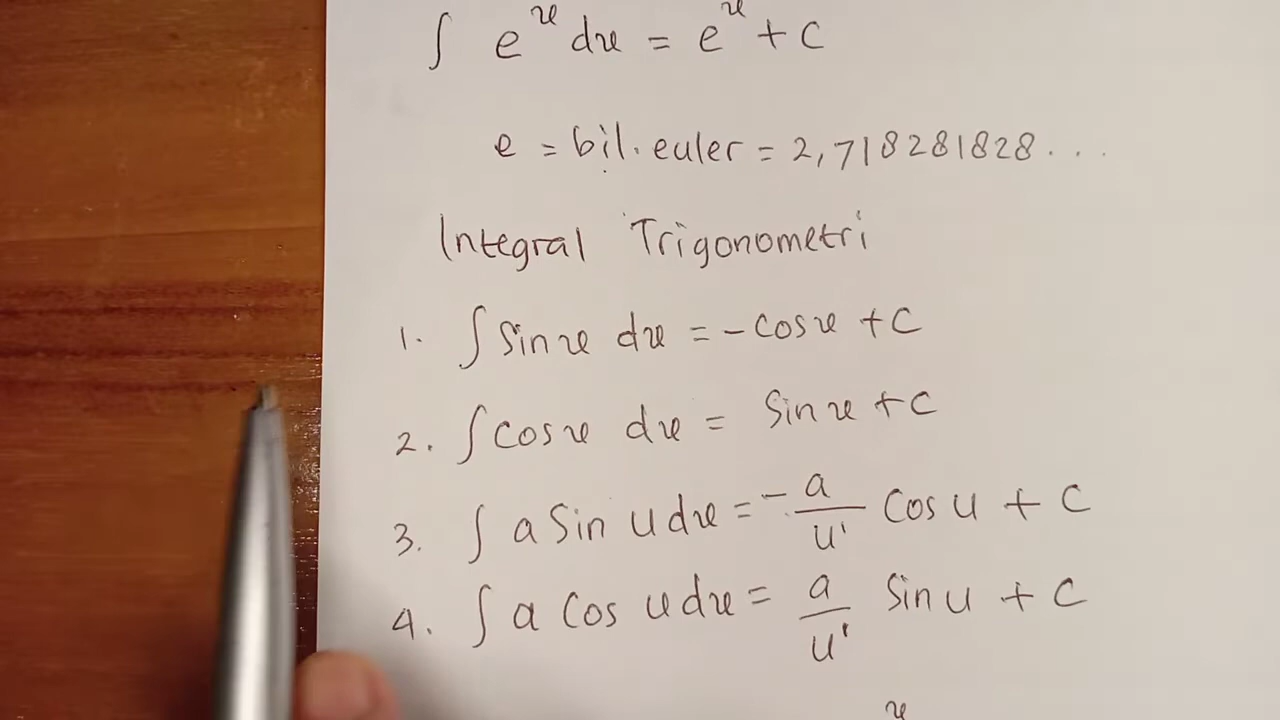 ∫ e^x dx = e^x + c
e = bil. euler = 2,718281828...
Integral Trigonometri
1. ∫ sin x dx = -cos x + c
2. ∫ cos x dx = sin x + c
3. ∫ a sin u dx = - a/u' cos u + c
4. ∫ a cos u dx = a/u' sin u + c
x